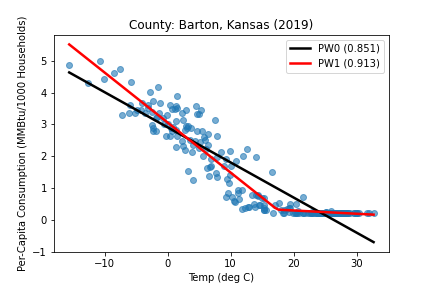 County: Barton, Kansas (2019)
Per-Capita Consumption (MMBtu/1000 Households)
5
4
3
2
1
0
−1
PW0 (0.851)
PW1 (0.913)
−10 0 10 20 30
Temp (deg C)